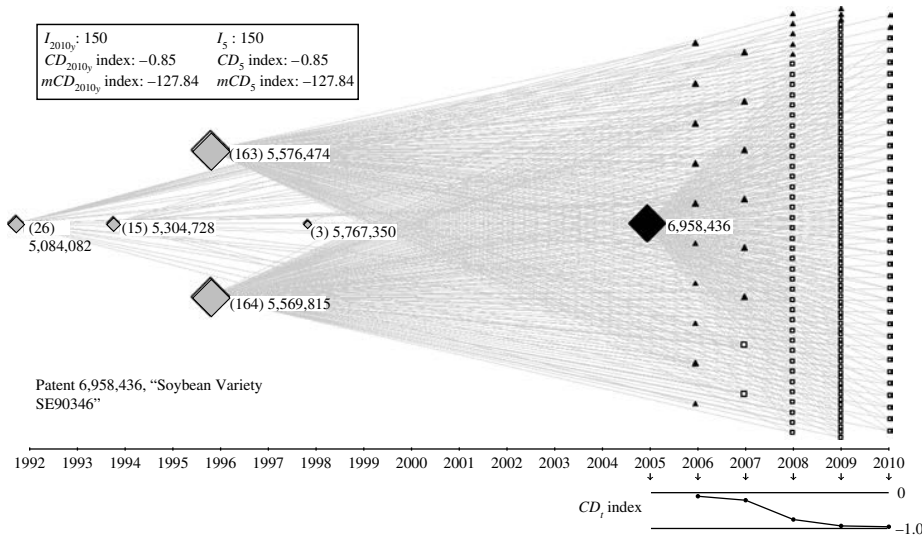 I2010y: 150 I5 : 150
CD2010y index: –0.85 CD5 index: –0.85
mCD2010y index: –127.84 mCD5 index: –127.84
(163) 5,576,474
(26)
5,084,082
(15) 5,304,728
(3) 5,767,350
6,958,436
(164) 5,569,815
Patent 6,958,436, “Soybean Variety
SE90346”
1992 1993 1994 1995 1996 1997 1998 1999 2000 2001 2002 2003 2004 2005 2006 2007 2008 2009 2010
0
CDt index
–1.0